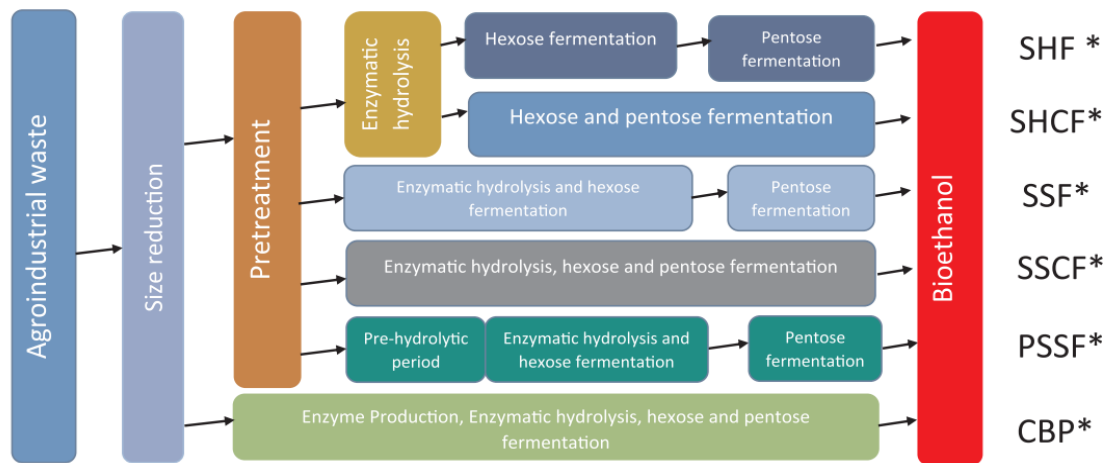 Agroindustrial waste
Size reduction
Pretreatment
Enzymatic
hydrolysis
Hexose fermentation
Pentose
fermentation
SHF *
Hexose and pentose fermentation
SHCF*
Enzymatic hydrolysis and hexose
fermentation
Pentose
fermentation
SSF*
Enzymatic hydrolysis, hexose and pentose fermentation
SSCF*
Pre-hydrolytic
period
Enzymatic hydrolysis and
hexose fermentation
Pentose
fermentation
PSSF*
Enzyme Production, Enzymatic hydrolysis, hexose and pentose
fermentation
CBP*
Bioethanol